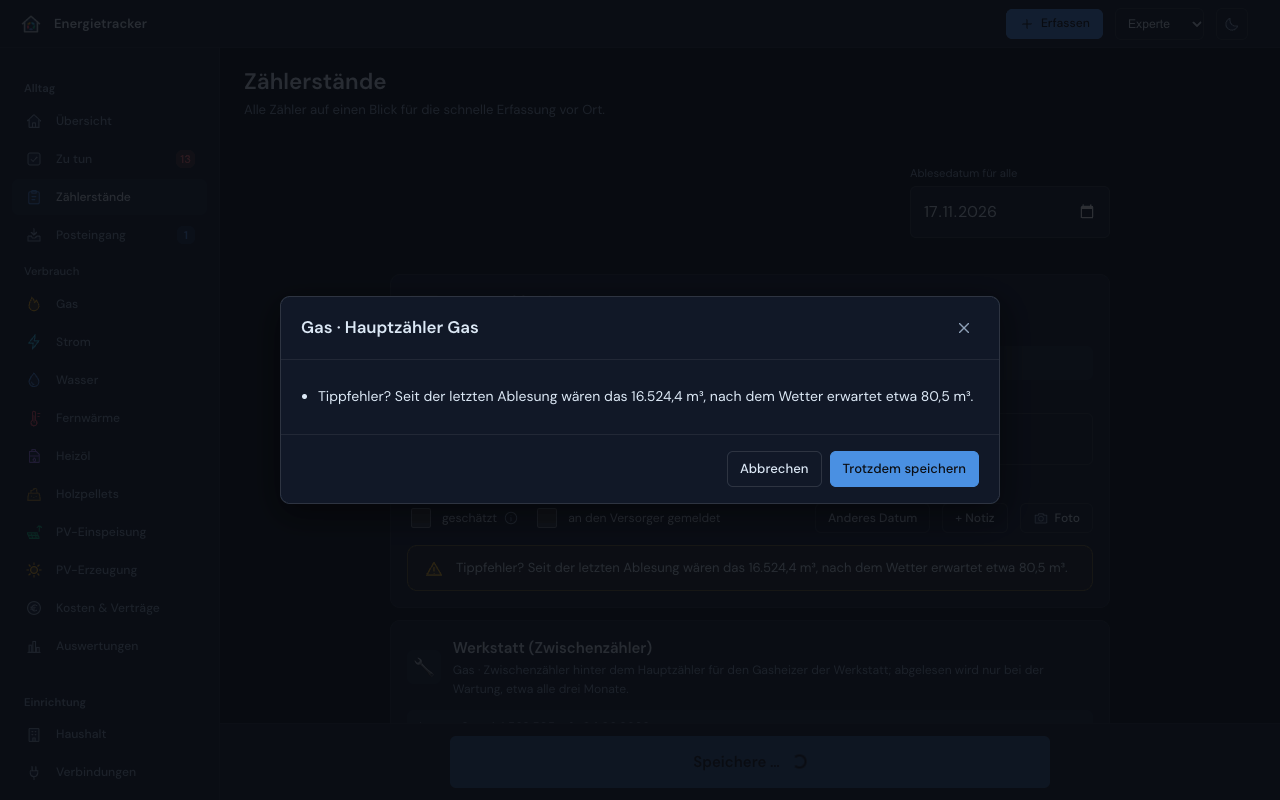 Energietracker
Erfassen
Experte
Alltag
Übersicht
Zu tun
13
Zählerstände
Posteingang
1
Verbrauch
Gas
Strom
Wasser
Fernwärme
Heizöl
Holzpellets
PV-Einspeisung
PV-Erzeugung
Kosten & Verträge
Auswertungen
Einrichtung
Haushalt
Verbindungen
Zählerstände
Alle Zähler auf einen Blick für die schnelle Erfassung vor Ort.
Ablesedatum für alle
17.11.2026
Gas · Hauptzähler Gas
Tippfehler? Seit der letzten Ablesung wären das 16.524,4 m³, nach dem Wetter erwartet etwa 80,5 m³.
Abbrechen
Trotzdem speichern
geschätzt
an den Versorger gemeldet
Anderes Datum
+ Notiz
Foto
Tippfehler? Seit der letzten Ablesung wären das 16.524,4 m³, nach dem Wetter erwartet etwa 80,5 m³.
Werkstatt (Zwischenzähler)
Gas · Zwischenzähler hinter dem Hauptzähler für den Gasheizer der Werkstatt; abgelesen wird nur bei der
Wartung, etwa alle drei Monate.
Speichere …